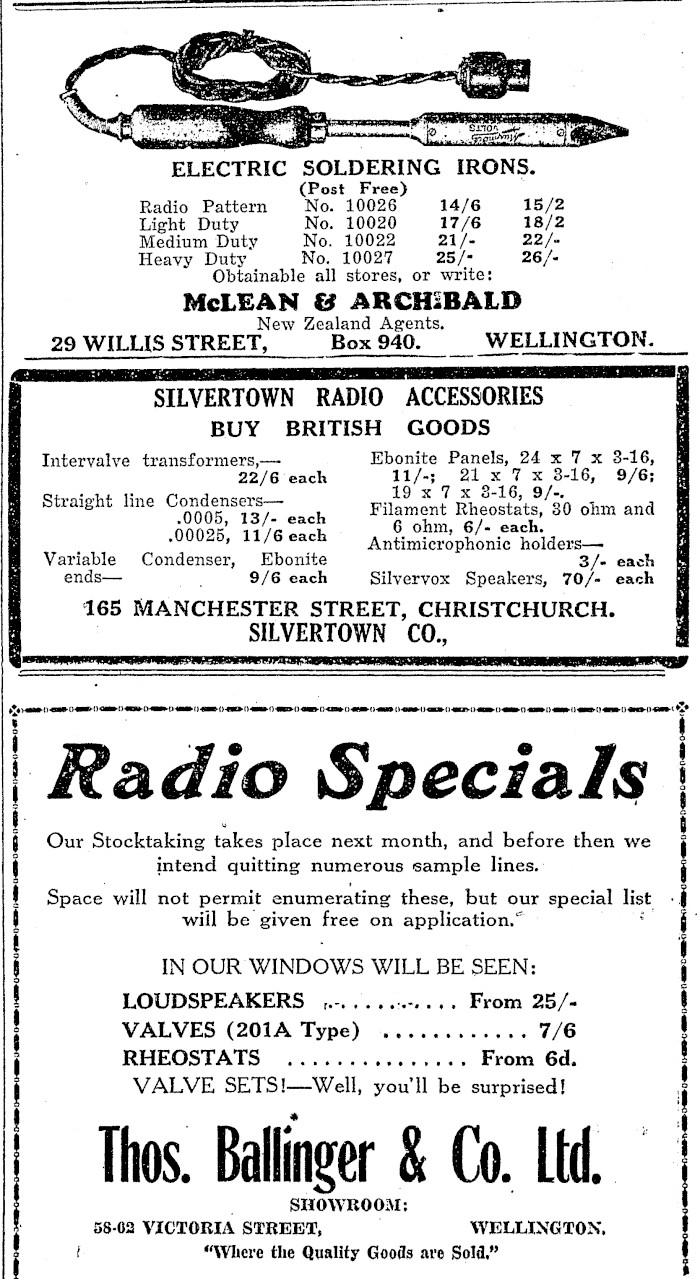 ELECTRIC SOLDERING IRONS.
(Post Free)
Radio Pattern No. 10026 14/6 15/2
Light Duty No. 10020 17/6 18/2
Medium Duty No. 10022 21/- 22/-
Heavy Duty No. 10027 25/- 26/-
Obtainable all stores, or write:
McLEAN & ARCHIBALD
New Zealand Agents.
29 WILLIS STREET, Box 940. WELLINGTON.
SILVERTOWN RADIO ACCESSORIES
BUY BRITISH GOODS
Intervalve transformers,—
22/6 each
Straight line Condensers—
.0005, 13/- each
.00025, 11/6 each
Variable Condenser, Ebonite
ends— 9/6 each
Ebonite Panels, 24 x 7 x 3-16,
11/-; 21 x 7 x 3-16, 9/6;
19 x 7 x 3-16, 9/-.
Filament Rheostats, 30 ohm and
6 ohm, 6/- each.
Antimicrophonic holders—
3/- each
Silvervox Speakers, 70/- each
165 MANCHESTER STREET, CHRISTCHURCH.
SILVERTOWN CO.,
Radio Specials
Our Stocktaking takes place next month, and before then we
intend quitting numerous sample lines.
Space will not permit enumerating these, but our special list
will be given free on application.
IN OUR WINDOWS WILL BE SEEN:
LOUDSPEAKERS ............ From 25/-
VALVES (201A Type) ............ 7/6
RHEOSTATS ............... From 6d.
VALVE SETS!—Well, you'll be surprised!
Thos. Ballinger & Co. Ltd.
SHOWROOM:
58-62 VICTORIA STREET, WELLINGTON.
"Where the Quality Goods are Sold."